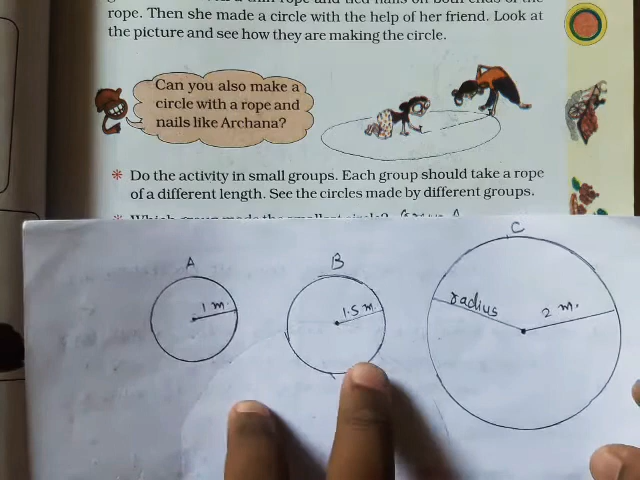 rope. Then she made a circle with the help of her friend. Look at
the picture and see how they are making the circle.
Can you also make a
circle with a rope and
nails like Archana?
* Do the activity in small groups. Each group should take a rope
of a different length. See the circles made by different groups.
A
1 m.
B
1.5 m
C
radius
2 m.